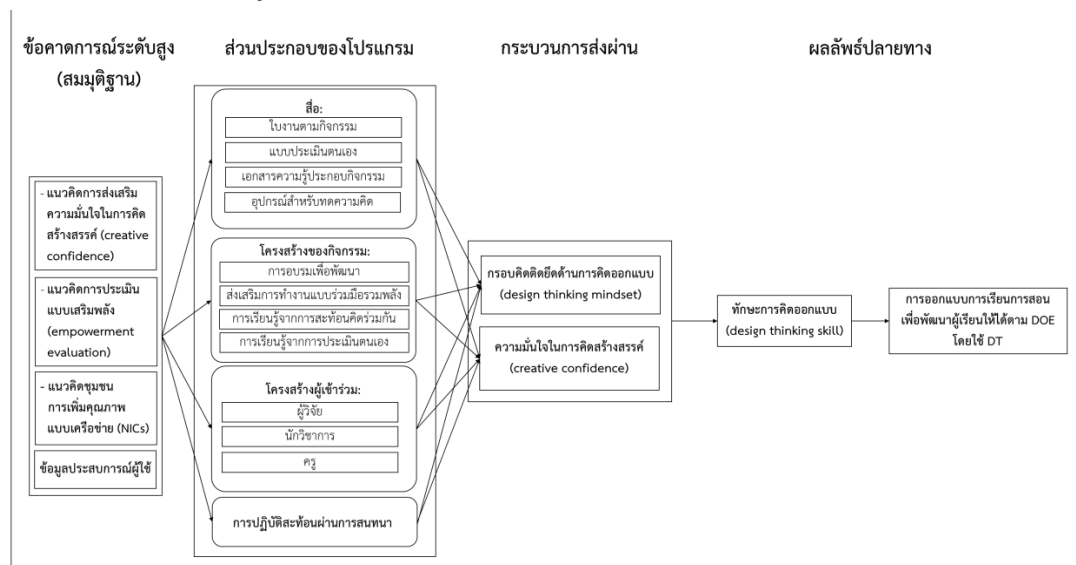 ข้อคาดการณ์ระดับสูง
(สมมุติฐาน)
ส่วนประกอบของโปรแกรม
กระบวนการส่งผ่าน
ผลลัพธ์ปลายทาง
- แนวคิดการส่งเสริม
ความมั่นใจในการคิด
สร้างสรรค์ (creative
confidence)
- แนวคิดการประเมิน
แบบเสริมพลัง
(empowerment
evaluation)
- แนวคิดชุมชน
การเพิ่มคุณภาพ
แบบเครือข่าย (NICs)
ข้อมูลประสบการณ์ผู้ใช้
สื่อ:
ใบงานตามกิจกรรม
แบบประเมินตนเอง
เอกสารความรู้ประกอบกิจกรรม
อุปกรณ์สำหรับทดความคิด
โครงสร้างของกิจกรรม:
การอบรมเพื่อพัฒนา
ส่งเสริมการทำงานแบบร่วมมือรวมพลัง
การเรียนรู้จากการสะท้อนคิดร่วมกัน
การเรียนรู้จากการประเมินตนเอง
โครงสร้างผู้เข้าร่วม:
ผู้วิจัย
นักวิชาการ
ครู
การปฏิบัติสะท้อนผ่านการสนทนา
กรอบคิดติดยึดด้านการคิดออกแบบ
(design thinking mindset)
ความมั่นใจในการคิดสร้างสรรค์
(creative confidence)
ทักษะการคิดออกแบบ
(design thinking skill)
การออกแบบการเรียนการสอน
เพื่อพัฒนาผู้เรียนให้ได้ตาม DOE
โดยใช้ DT